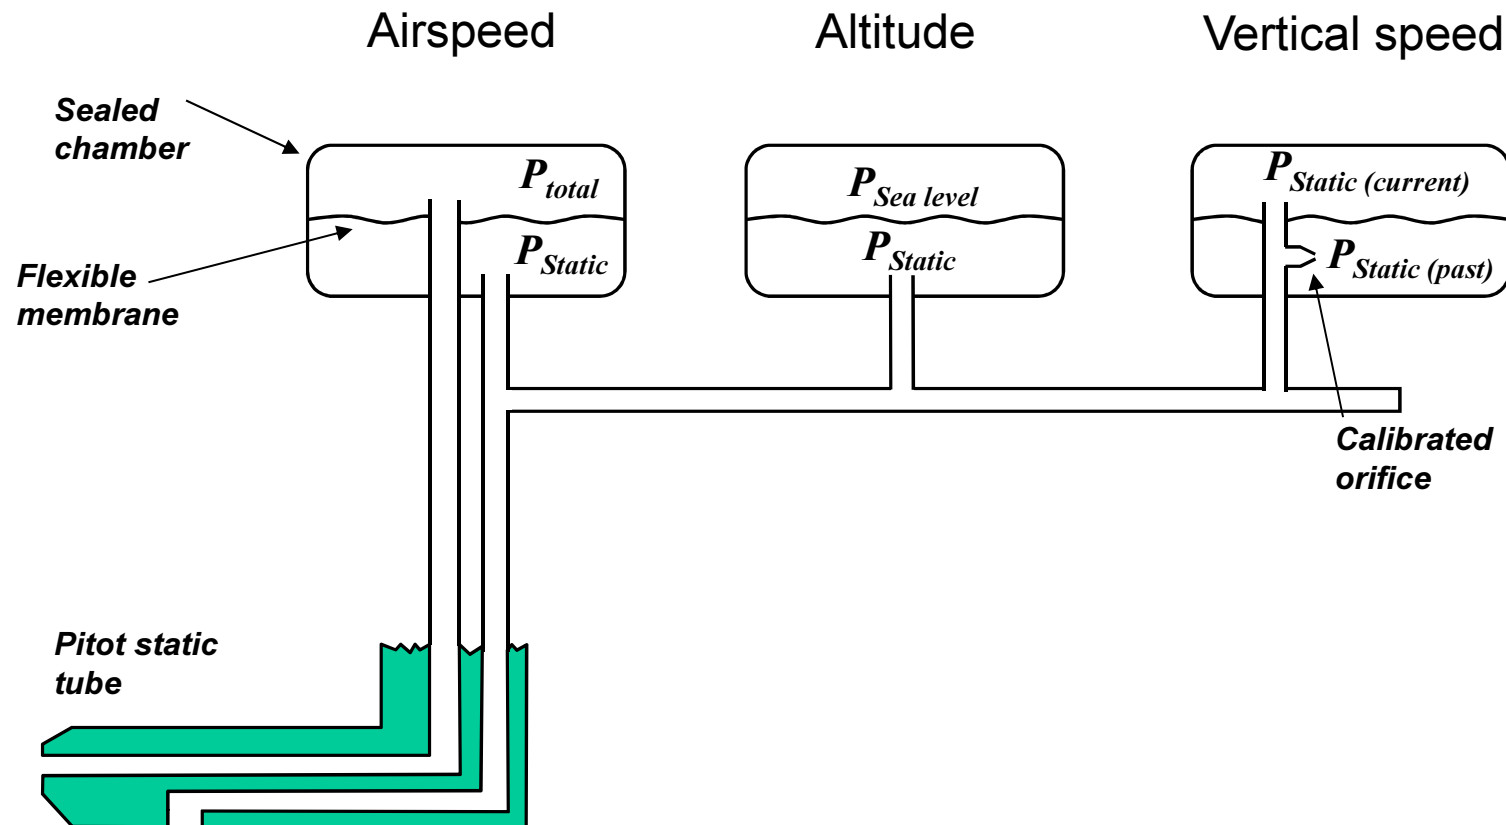 Airspeed
Altitude
Vertical speed
Sealed
chamber
P total
P Static
P Sea level
P Static
P Static (current)
P Static (past)
Flexible
membrane
Calibrated
orifice
Pitot static
tube